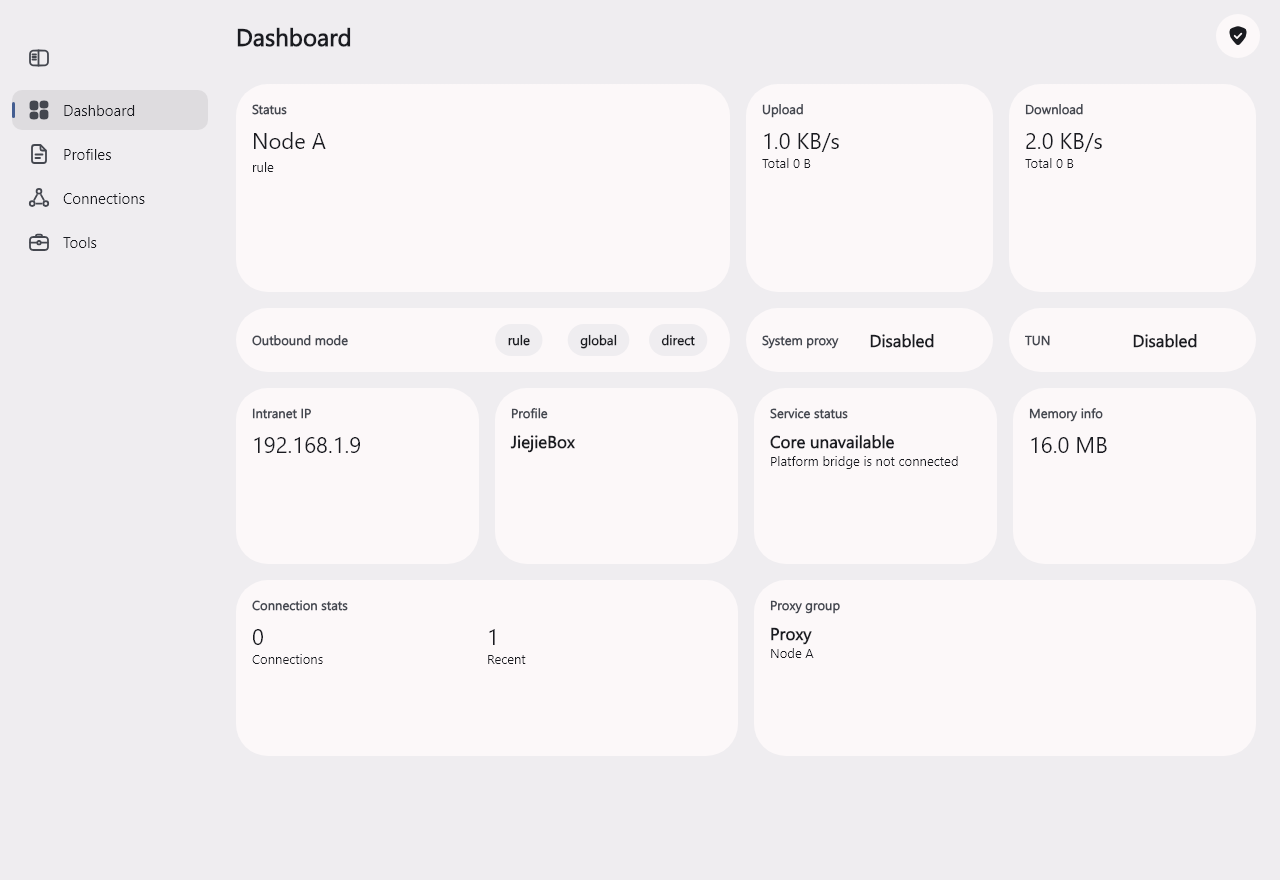 Dashboard
Dashboard
Profiles
Connections
Tools
Status
Node A
rule
Upload
1.0 KB/s
Total 0 B
Download
2.0 KB/s
Total 0 B
Outbound mode
rule
global
direct
System proxy
Disabled
TUN
Disabled
Intranet IP
192.168.1.9
Profile
JiejieBox
Service status
Core unavailable
Platform bridge is not connected
Memory info
16.0 MB
Connection stats
0
Connections
1
Recent
Proxy group
Proxy
Node A